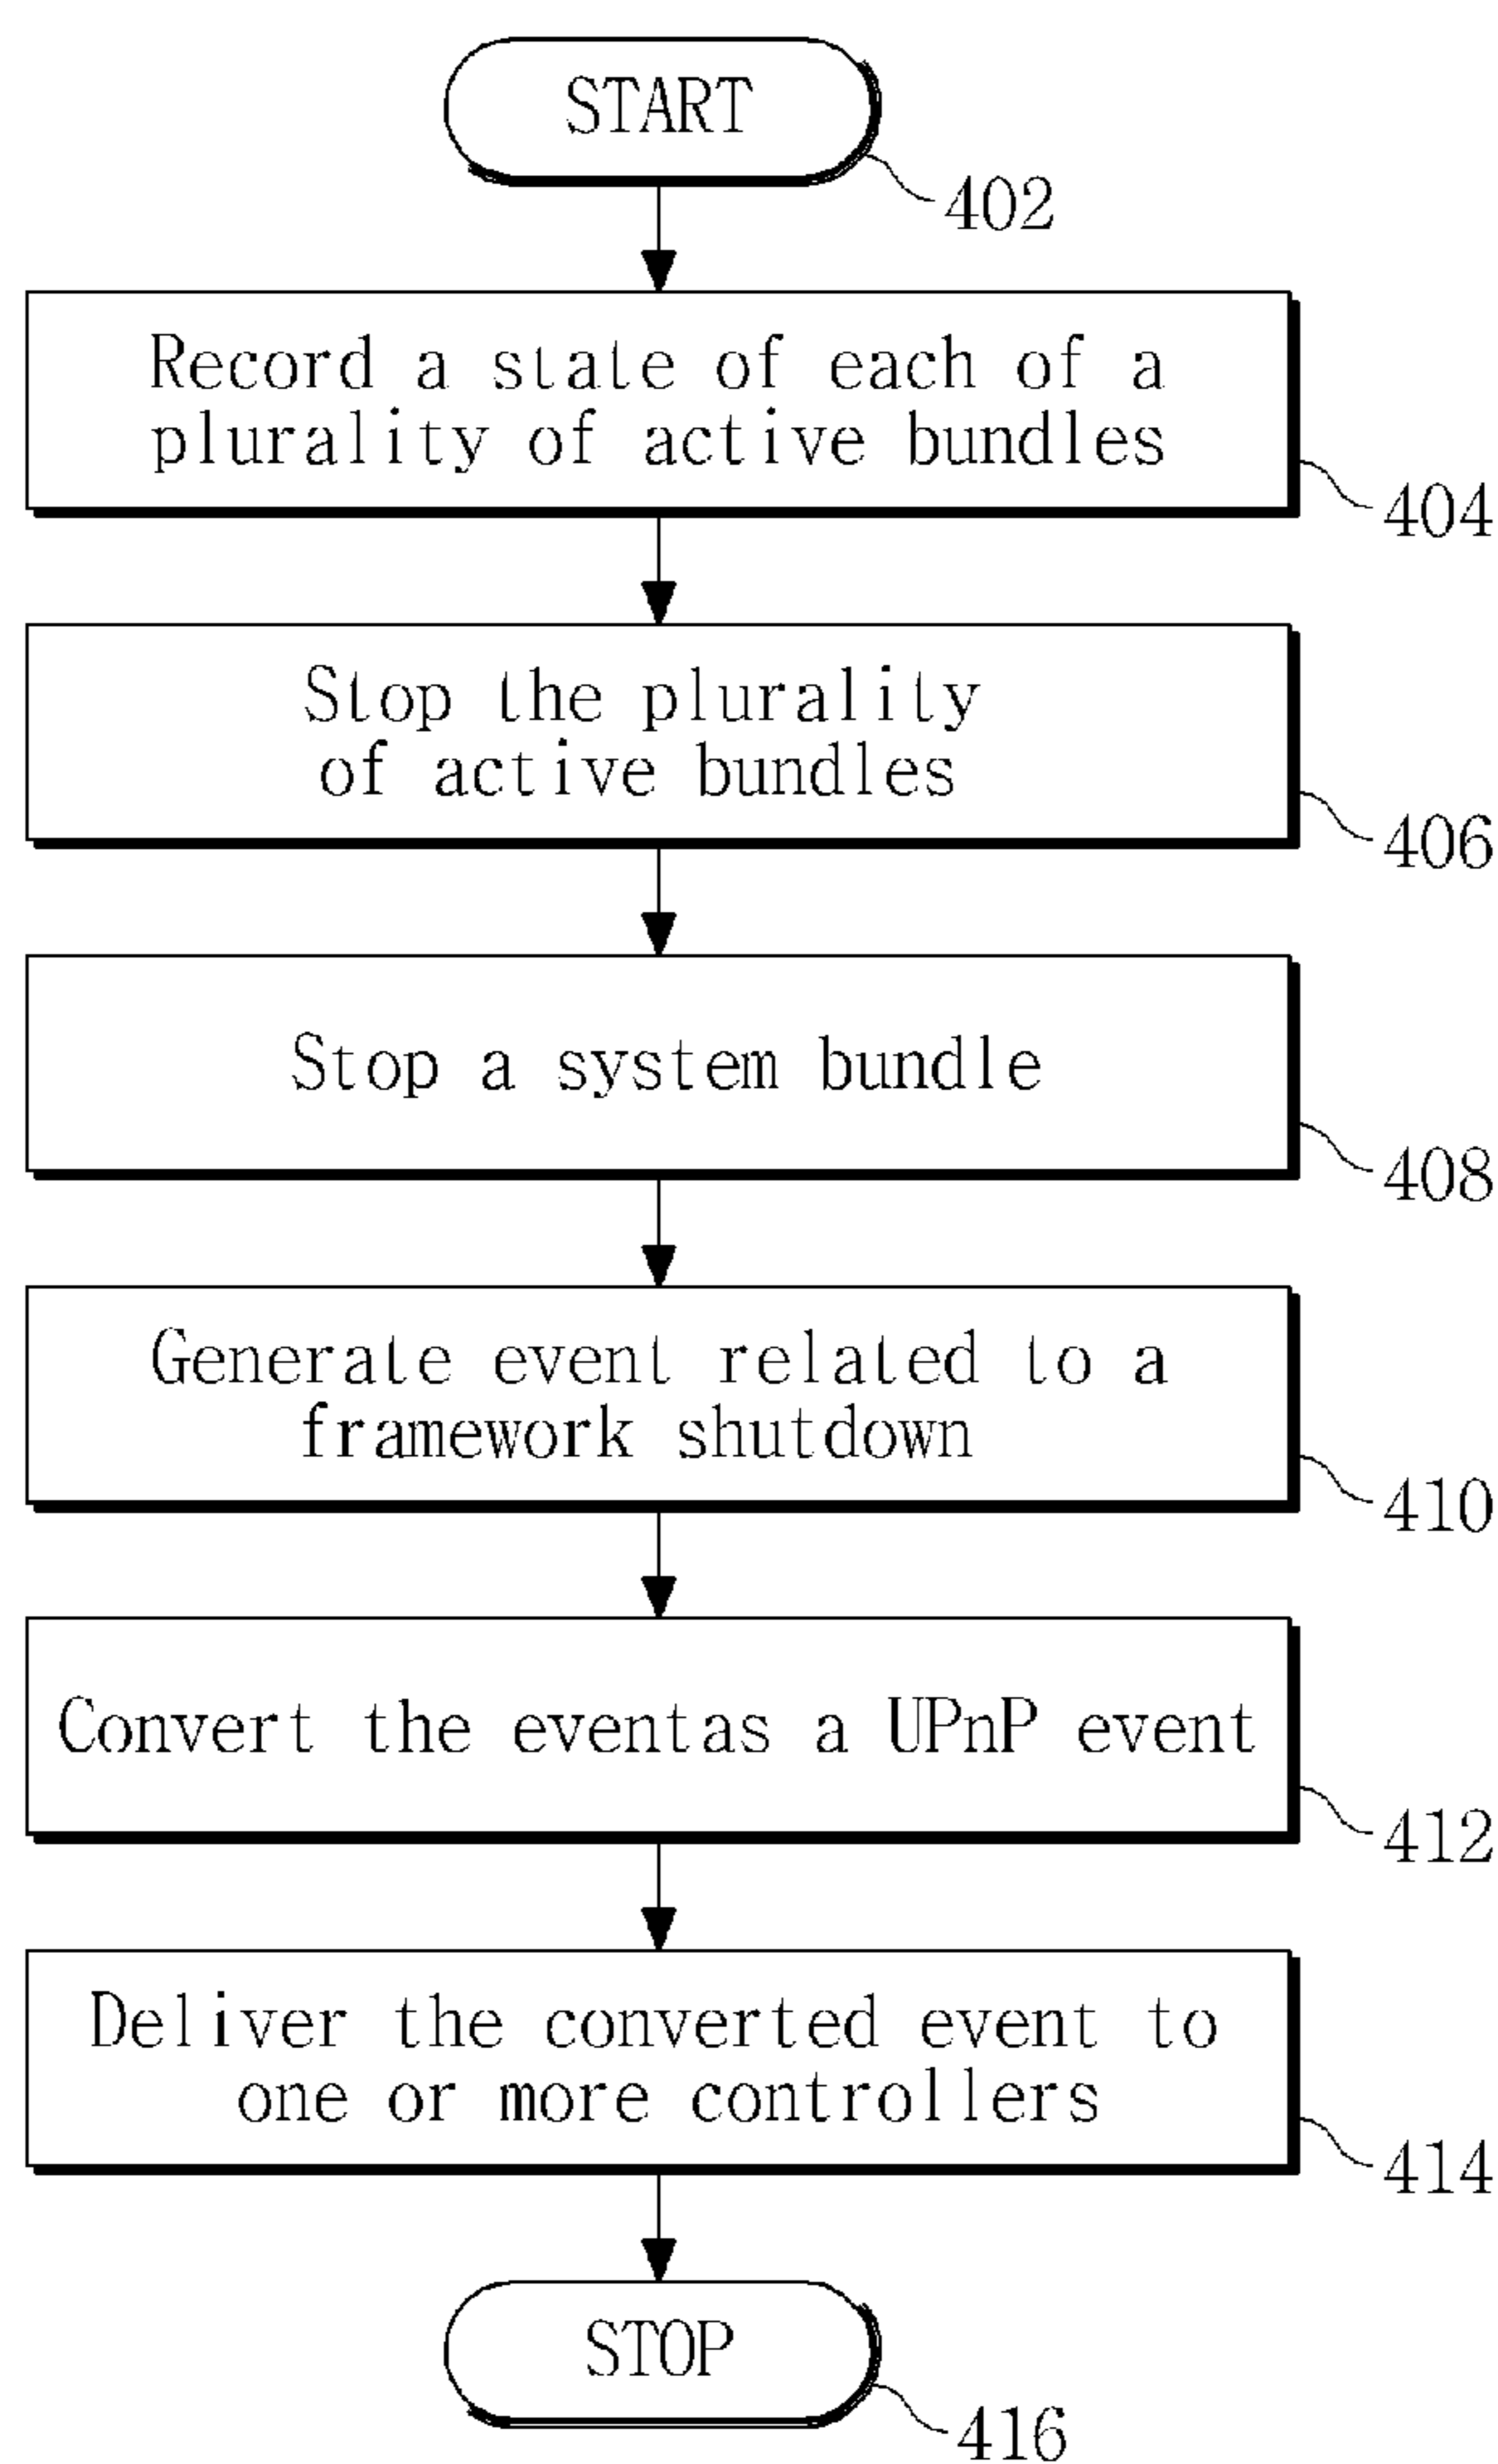 START
402
Record a state of each of a
plurality of active bundles
404
Stop the plurality
of active bundles
406
Stop a system bundle
408
Generate event related to a
framework shutdown
410
Convert the eventas a UPnP event
412
Deliver the converted event to
one or more controllers
414
STOP
416